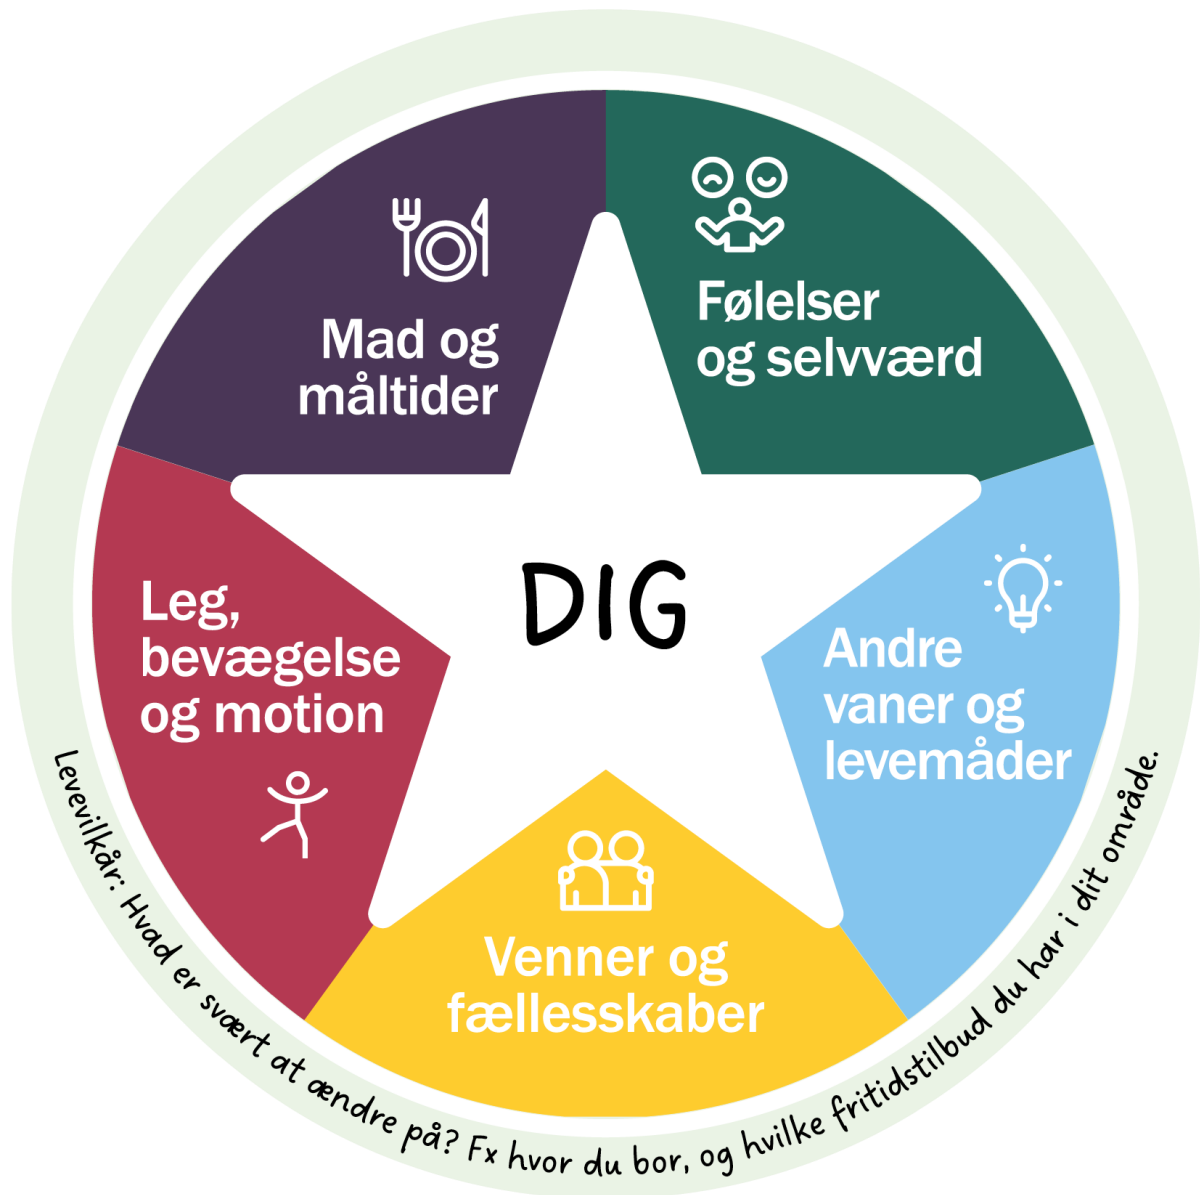 Mad og
måltider
Følelser
og selvværd
Leg,
bevægelse
og motion
DIG
Andre
vaner og
levemåder
Venner og
fællesskaber
Levevilkår: Hvad er svært at ændre på? Fx hvor du bor, og hvilke fritidstilbud du har i dit område.